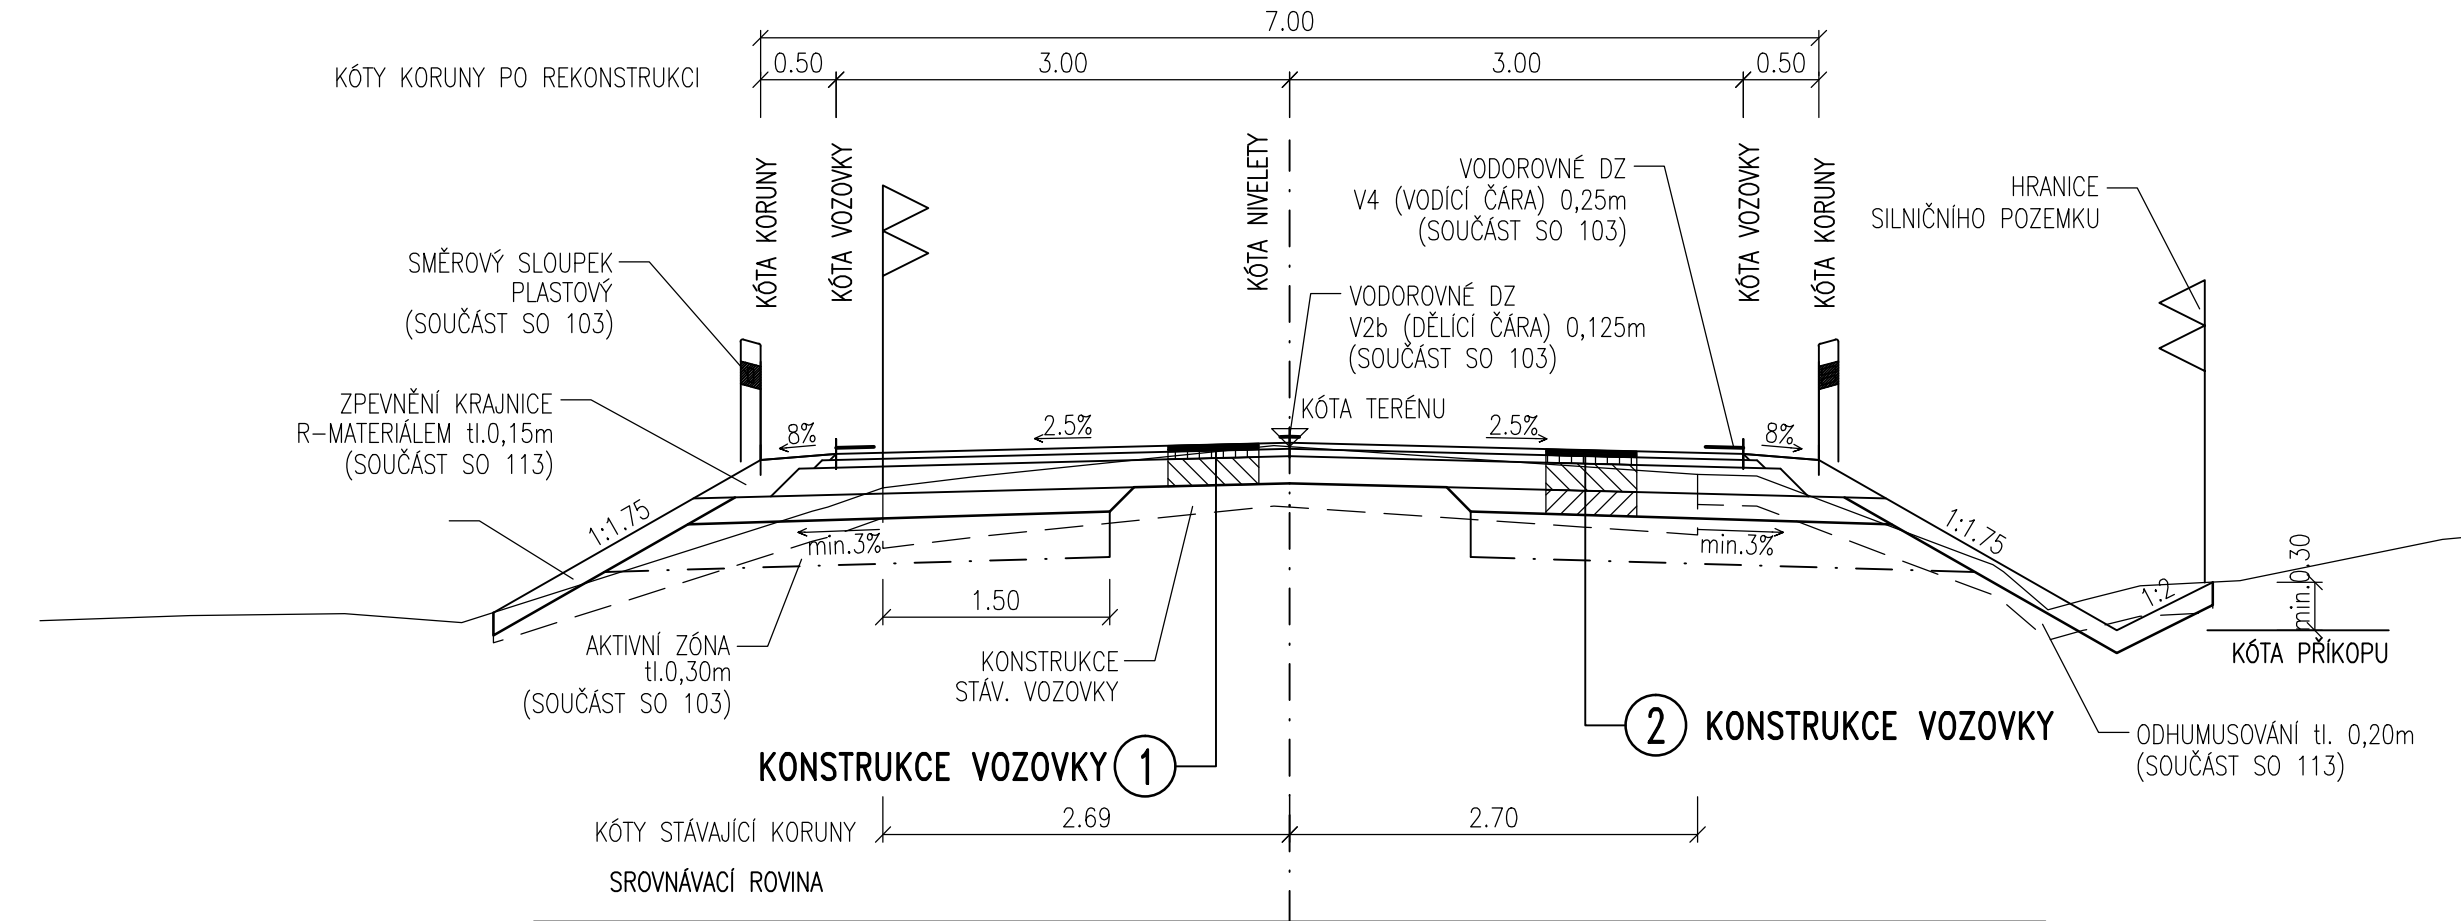 7.00
KÓTY KORUNY PO REKONSTRUKCI
0.50
3.00
3.00
0.50
KÓTA KORUNY
KÓTA VOZOVKY
KÓTA NIVELETY
KÓTA VOZOVKY
KÓTA KORUNY
VODOROVNÉ DZ
V4 (VODÍCÍ ČÁRA) 0,25m
(SOUČÁST SO 103)
HRANICE
SILNIČNÍHO POZEMKU
SMĚROVÝ SLOUPEK
PLASTOVÝ
(SOUČÁST SO 103)
VODOROVNÉ DZ
V2b (DĚLÍCÍ ČÁRA) 0,125m
(SOUČÁST SO 103)
ZPEVNĚNÍ KRAJNICE
R-MATERIÁLEM tl.0,15m
(SOUČÁST SO 113)
KÓTA TERÉNU
8%
2.5%
2.5%
8%
1:1.75
min.3%
min.3%
1:1.75
1:2
min.0.30
1.50
KÓTA PŘÍKOPU
AKTIVNÍ ZÓNA
tl.0,30m
(SOUČÁST SO 103)
KONSTRUKCE
STÁV. VOZOVKY
KONSTRUKCE VOZOVKY 1
2 KONSTRUKCE VOZOVKY
ODHUMUSOVÁNÍ tl. 0,20m
(SOUČÁST SO 113)
KÓTY STÁVAJÍCÍ KORUNY
2.69
2.70
SROVNÁVACÍ ROVINA